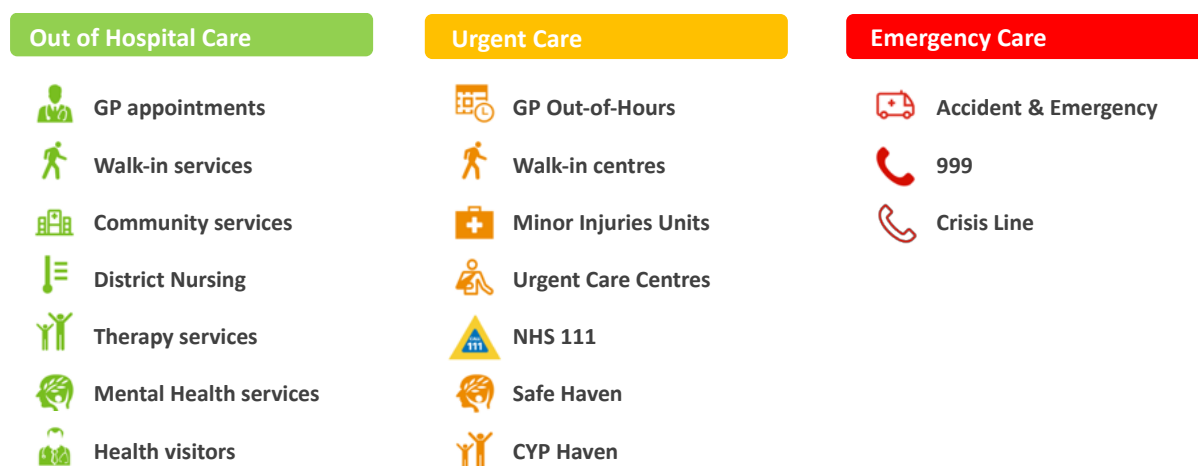 Out of Hospital Care
GP appointments
Walk-in services
Community services
District Nursing
Therapy services
Mental Health services
Health visitors
Urgent Care
GP Out-of-Hours
Walk-in centres
Minor Injuries Units
Urgent Care Centres
111
NHS 111
Safe Haven
CYP Haven
Emergency Care
Accident & Emergency
999
Crisis Line